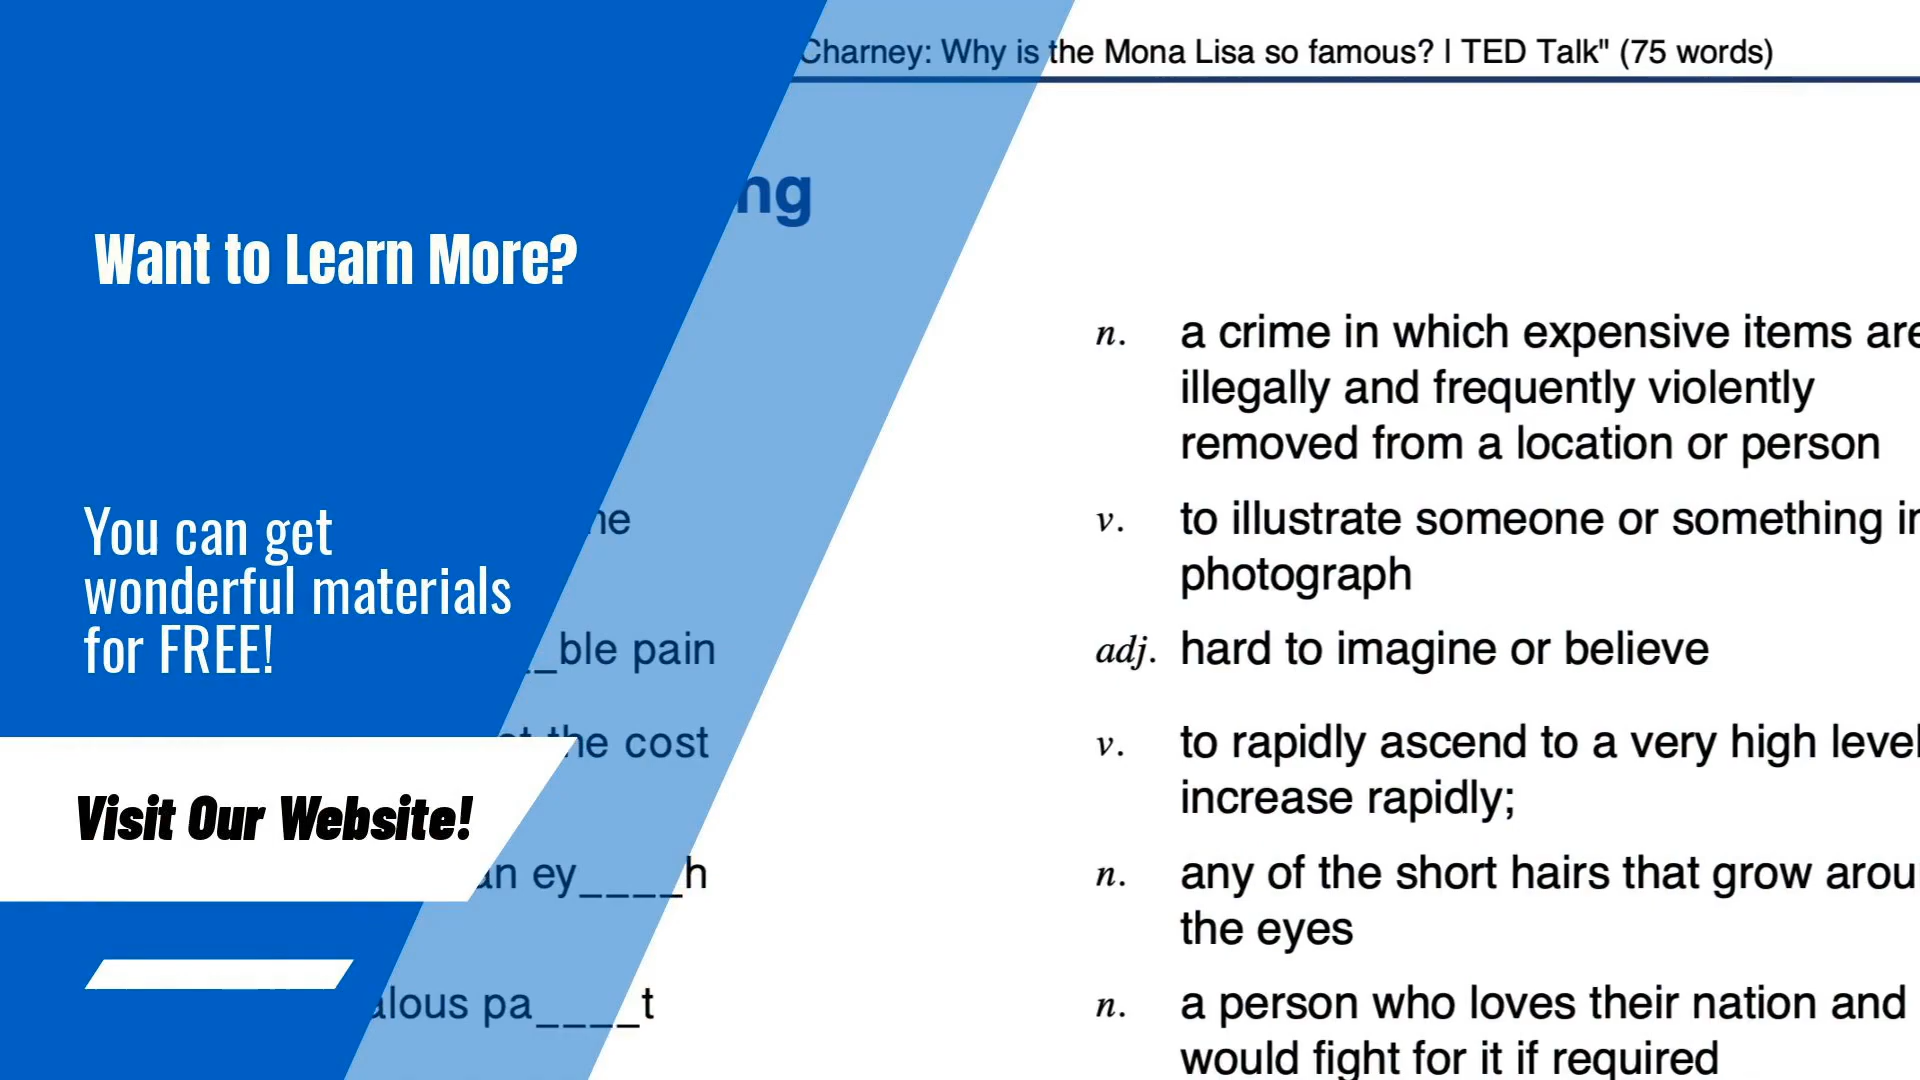 Charney: Why is the Mona Lisa so famous? | TED Talk" (75 words)
Want to Learn More?
You can get
wonderful materials
for FREE!
Visit Our Website!
n. a crime in which expensive items are
illegally and frequently violently
removed from a location or person
v. to illustrate someone or something in
photograph
_ble pain
adj. hard to imagine or believe
the cost
v. to rapidly ascend to a very high level
increase rapidly;
an ey____h
n. any of the short hairs that grow
the eyes
pa____t
n. a person who loves their nation and
would fight for it if required